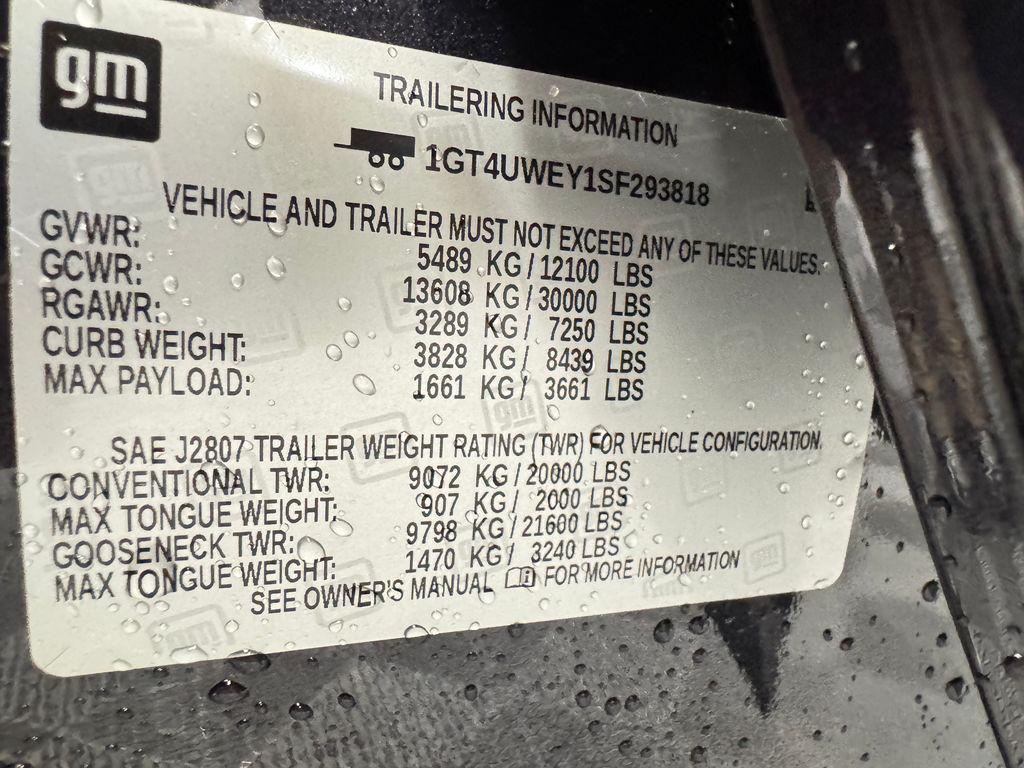 gm
TRAILERING INFORMATION
1GT4UWEY1SF293818
VEHICLE AND TRAILER MUST NOT EXCEED ANY OF THESE VALUES.
GVWR: 5489 KG / 12100 LBS
GCWR: 13608 KG / 30000 LBS
RGAWR: 3289 KG / 7250 LBS
CURB WEIGHT: 3828 KG / 8439 LBS
MAX PAYLOAD: 1661 KG / 3661 LBS
SAE J2807 TRAILER WEIGHT RATING (TWR) FOR VEHICLE CONFIGURATION.
CONVENTIONAL TWR: 9072 KG / 20000 LBS
MAX TONGUE WEIGHT: 907 KG / 2000 LBS
GOOSENECK TWR: 9798 KG / 21600 LBS
MAX TONGUE WEIGHT: 1470 KG / 3240 LBS
SEE OWNER'S MANUAL FOR MORE INFORMATION